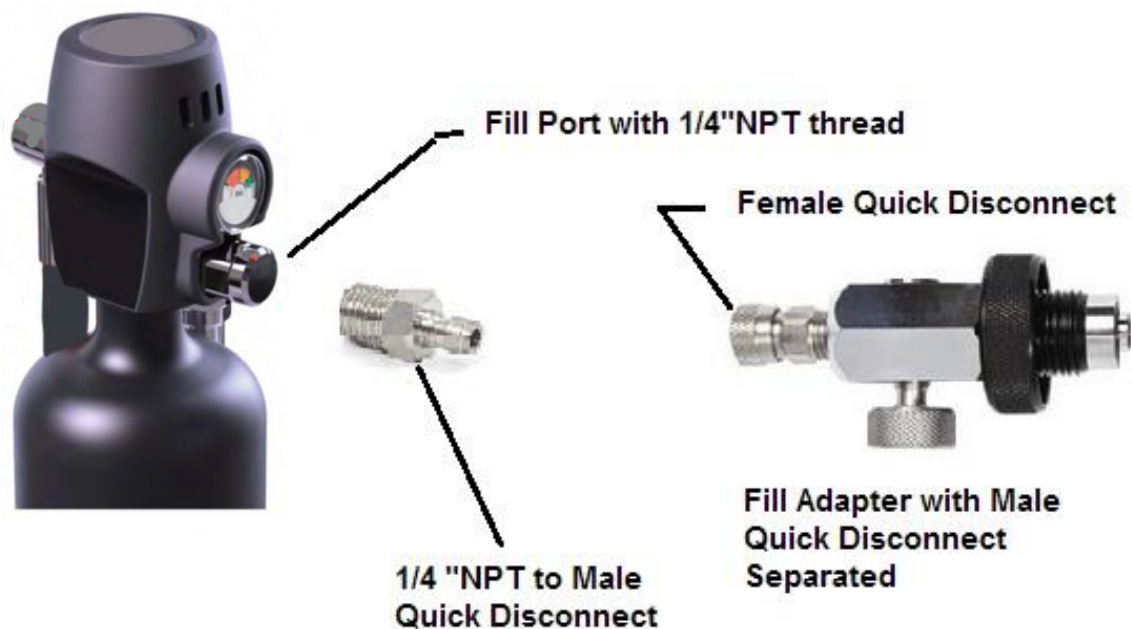 Fill Port with 1/4"NPT thread
Female Quick Disconnect
Fill Adapter with Male
Quick Disconnect
Separated
1/4 "NPT to Male
Quick Disconnect